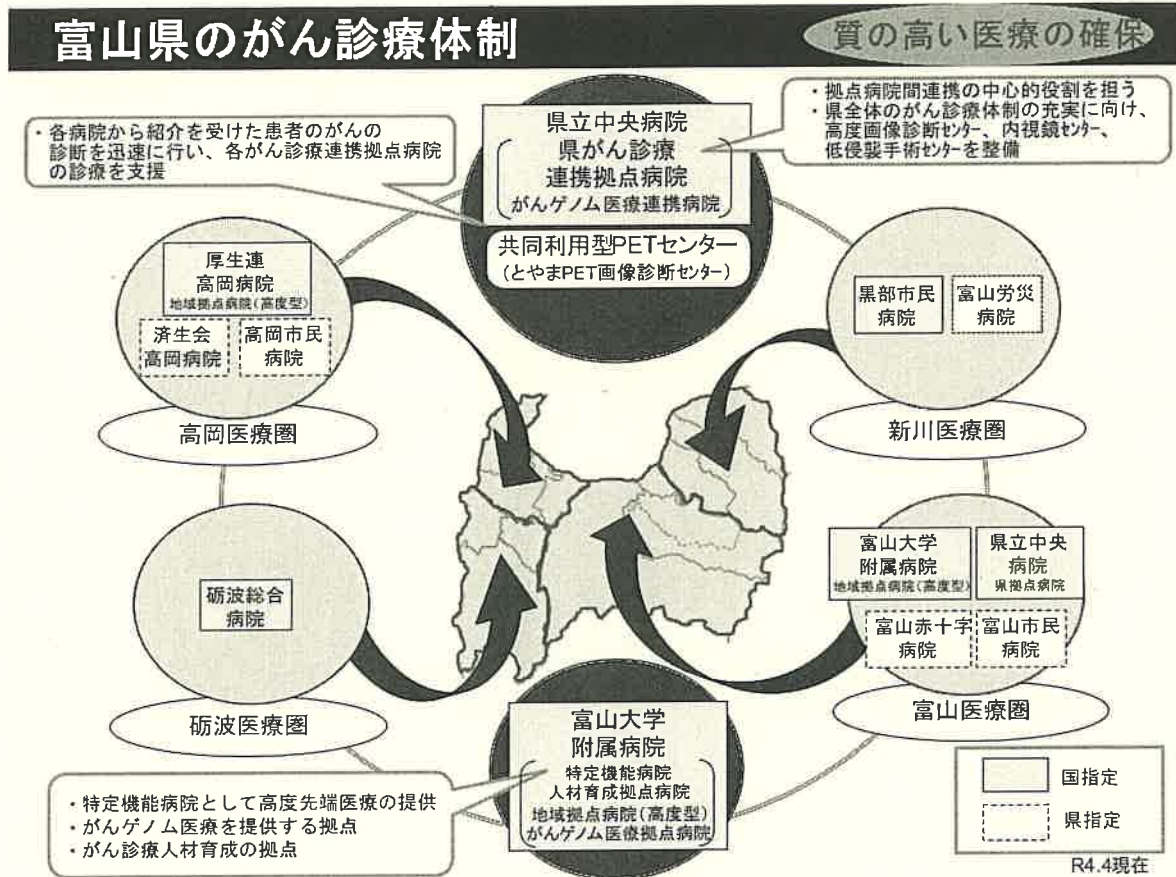 富山県のがん診療体制
質の高い医療の確保
・各病院から紹介を受けた患者のがんの
診断を迅速に行い、各がん診療連携拠点病院
の診療を支援
県立中央病院
県がん診療
連携拠点病院
がんゲノム医療連携病院
共同利用型PETセンター
(とやまPET画像診断センター)
・拠点病院間連携の中心的役割を担う
・県全体のがん診療体制の充実に向け、
高度画像診断センター、内視鏡センター、
低侵襲手術センターを整備
厚生連
高岡病院
地域拠点病院(高度型)
済生会
高岡病院
高岡市民
病院
高岡医療圏
黒部市民
病院
富山労災
病院
新川医療圏
砺波総合
病院
砺波医療圏
富山大学
附属病院
地域拠点病院(高度型)
県立中央
病院
県拠点病院
富山赤十字
病院
富山市民
病院
富山医療圏
富山大学
附属病院
特定機能病院
人材育成拠点病院
地域拠点病院(高度型)
がんゲノム医療拠点病院
・特定機能病院として高度先端医療の提供
・がんゲノム医療を提供する拠点
・がん診療人材育成の拠点
国指定
県指定
R4.4現在